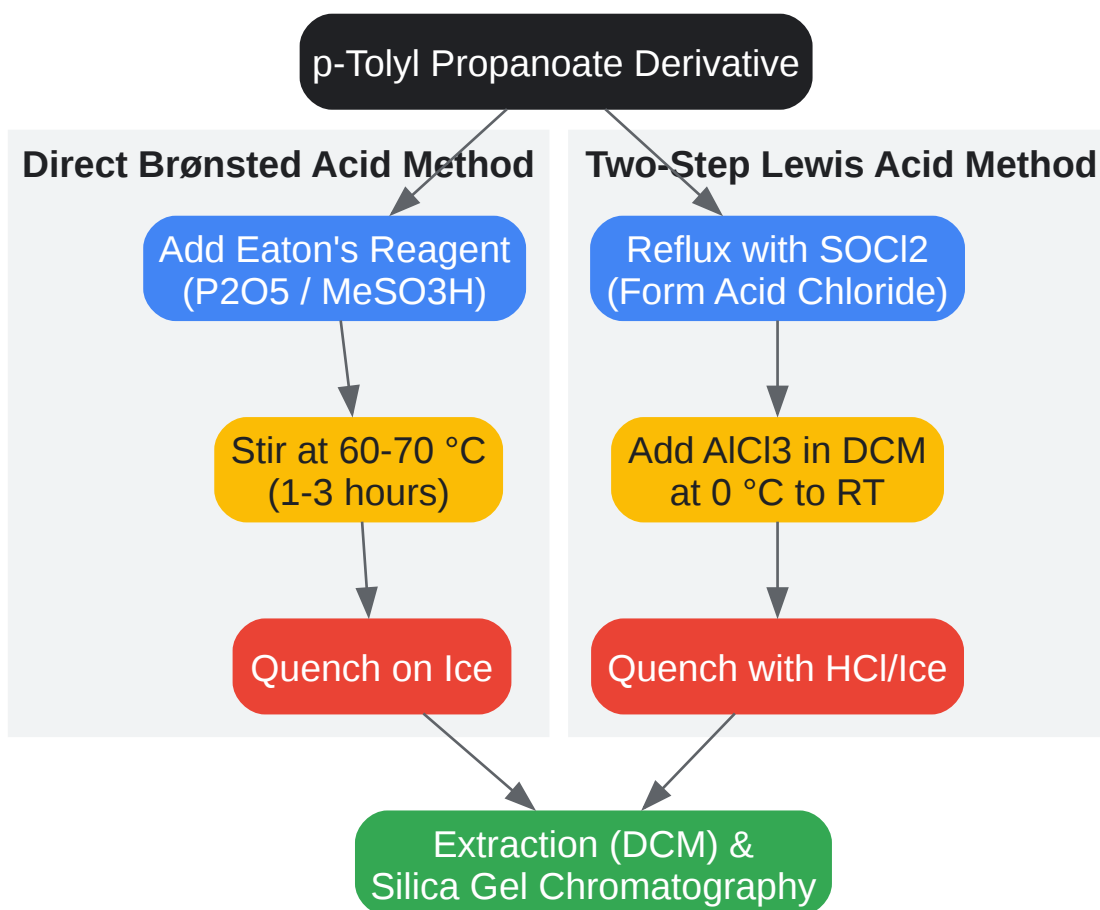 p-Tolyl Propanoate Derivative
Direct Brønsted Acid Method
Add Eaton's Reagent
(P2O5 / MeSO3H)
Stir at 60-70 °C
(1-3 hours)
Quench on Ice
Two-Step Lewis Acid Method
Reflux with SOCl2
(Form Acid Chloride)
Add AlCl3 in DCM
at 0 °C to RT
Quench with HCl/Ice
Extraction (DCM) &
Silica Gel Chromatography